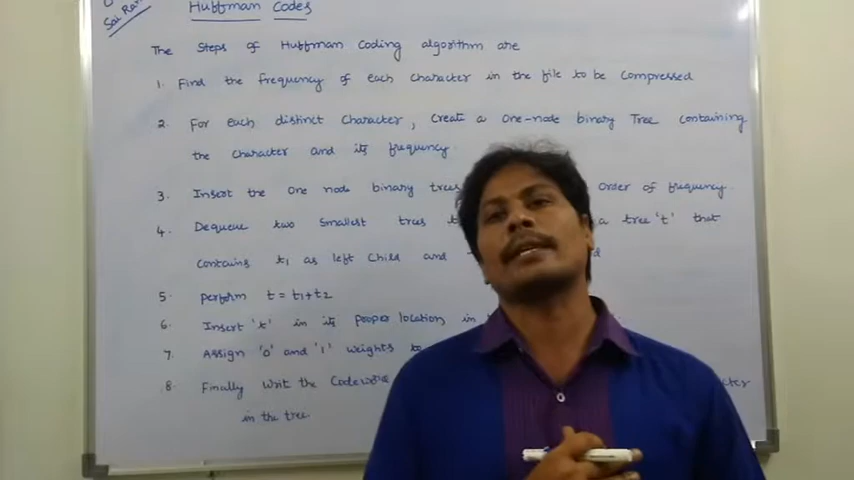 Sai Ram
Huffman Codes
The Steps of Huffman Coding algorithm are
1. Find the frequency of each character in the file to be compressed
2. For each distinct Character, Create a one-node binary Tree containing
the character and its frequency.
3. Insert the one node binary trees order of frequency.
4. Dequeue two smallest trees a tree 't' that
contains t1 as left child and
5. perform t = t1+t2
6. Insert 't' in its proper location in
7. Assign '0' and '1' weights
8. Finally write the Codeword
in the tree.